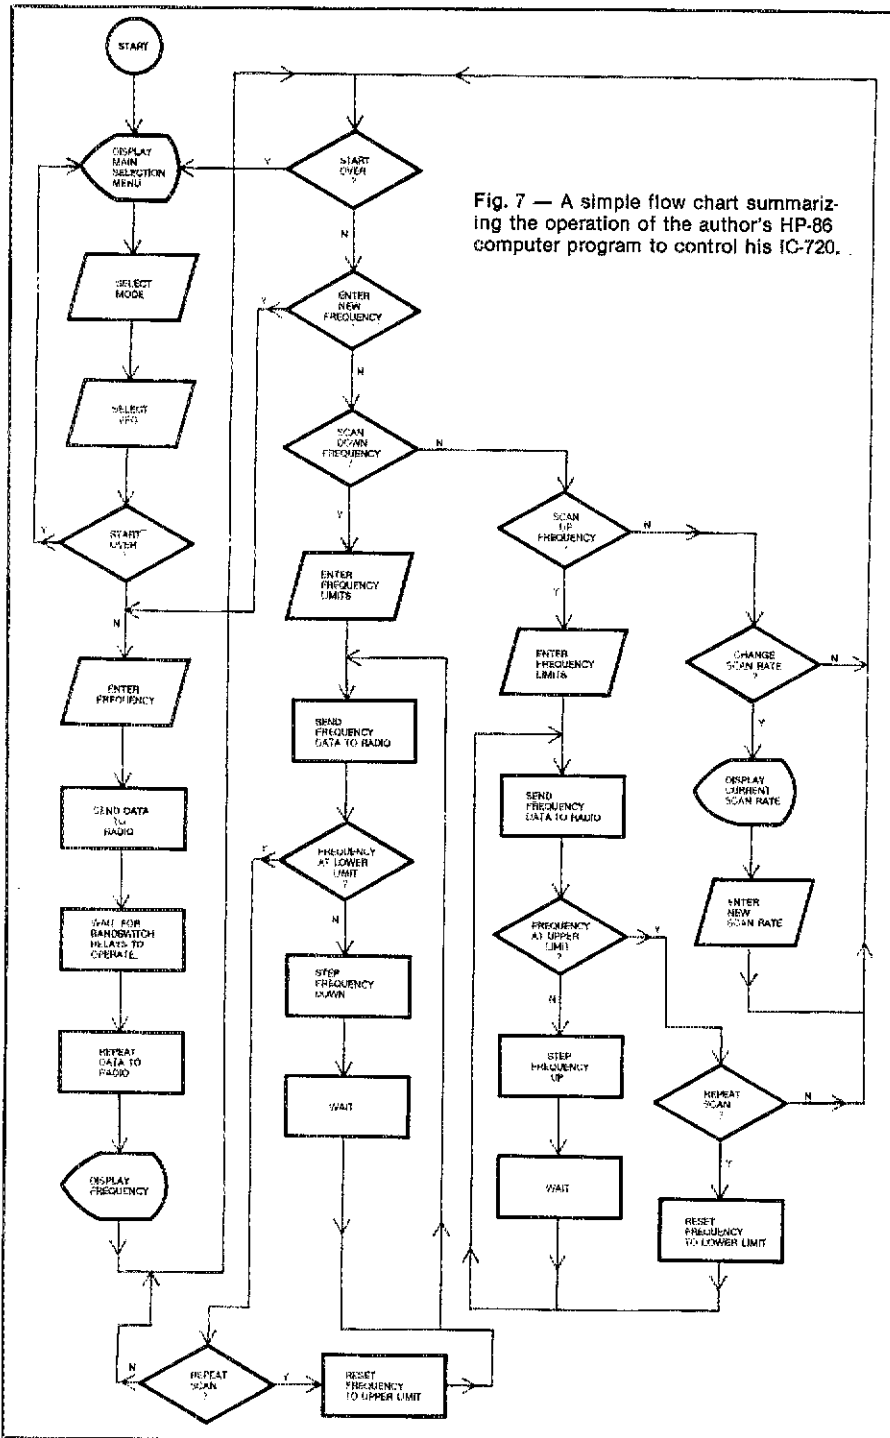 START
DISPLAY
MAIN
SELECTION
MENU
SELECT
MODE
SELECT
VFO
Y
START
OVER
?
N
ENTER
FREQUENCY
SEND DATA
TO
RADIO
WAIT FOR
BANDSWITCH
RELAYS TO
OPERATE.
REPEAT
DATA TO
RADIO
DISPLAY
FREQUENCY
Y
START
OVER
?
N
Y
ENTER
NEW
FREQUENCY
?
N
SCAN
DOWN
FREQUENCY
?
N
Y
ENTER
FREQUENCY
LIMITS
SEND
FREQUENCY
DATA TO RADIO
Y
FREQUENCY
AT LOWER
LIMIT
?
N
STEP
FREQUENCY
DOWN
WAIT
N
REPEAT
SCAN
?
Y
RESET
FREQUENCY
TO UPPER LIMIT
Fig. 7 — A simple flow chart summariz-
ing the operation of the author's HP-86
computer program to control his IC-720.
SCAN
UP
FREQUENCY
?
N
Y
ENTER
FREQUENCY
LIMITS
SEND
FREQUENCY
DATA TO RADIO
FREQUENCY
AT UPPER
LIMIT
?
Y
N
STEP
FREQUENCY
UP
WAIT
CHANGE
SCAN RATE
?
N
Y
DISPLAY
CURRENT
SCAN RATE
ENTER
NEW
SCAN RATE
REPEAT
SCAN
?
N
Y
RESET
FREQUENCY
TO LOWER LIMIT